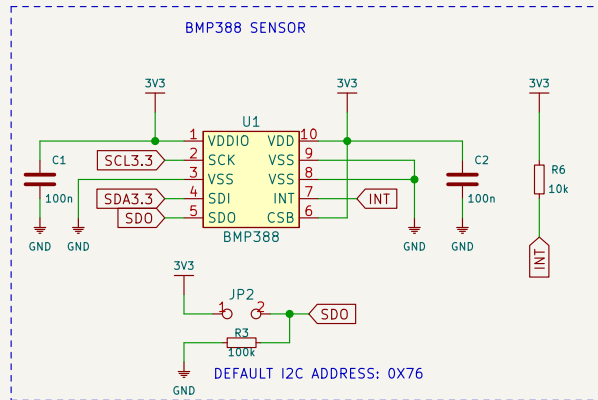 BMP388 SENSOR
3V3
3V3
3V3
U1
1 VDDIO VDD 10
C1
SCL3.3 2 SCK VSS 9
C2
R6
3 VSS VSS 8
10k
100n
SDA3.3 4 SDI INT 7 INT
100n
SDO 5 SDO CSB 6
BMP388
GND
GND
GND
GND
INT
3V3
JP2
1 2 SDO
R3
100k
DEFAULT I2C ADDRESS: 0X76
GND